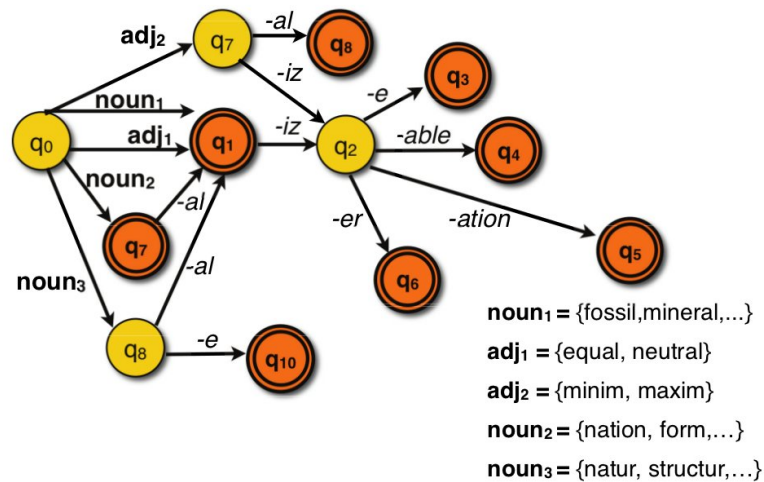 adj2
q7
-al
q8
-iz
q3
-e
noun1
q0
adj1
q1
-iz
q2
-able
q4
noun2
-al
q7
-er
-ation
q5
q6
noun3
-al
q8
-e
q10
noun1 = {fossil,mineral,...}
adj1 = {equal, neutral}
adj2 = {minim, maxim}
noun2 = {nation, form,…}
noun3 = {natur, structur,…}